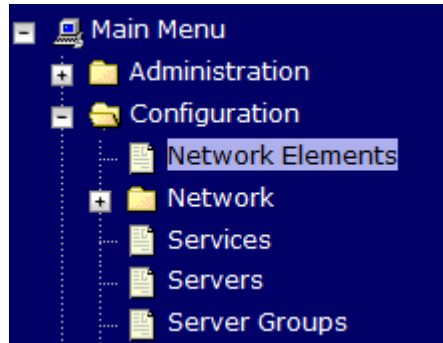 Main Menu
Administration
Configuration
Network Elements
Network
Services
Servers
Server Groups